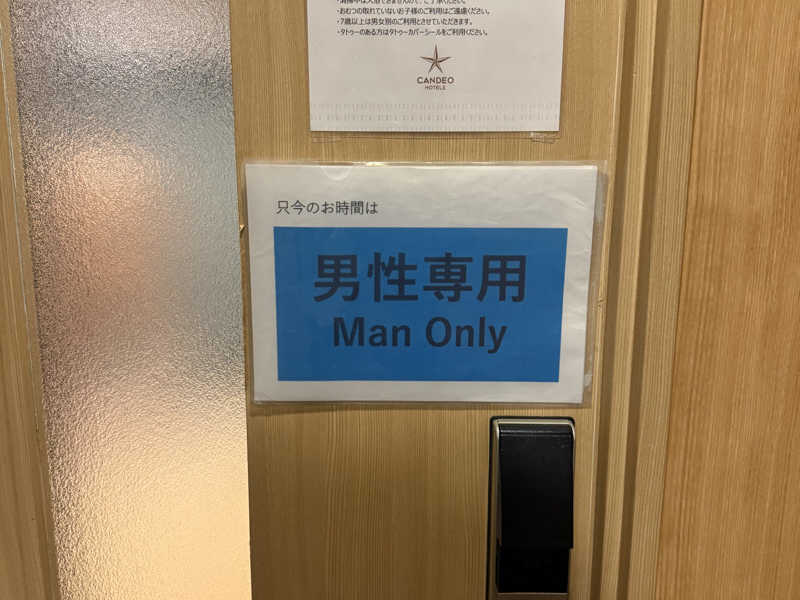 ・おむつの取れていないお子様のご利用はご遠慮ください。
・7歳以上は男女別のご利用とさせていただきます。
・タトゥーのある方はタトゥーカバーシールをご利用ください。
CANDEO
HOTELS
只今のお時間は
男性専用
Man Only